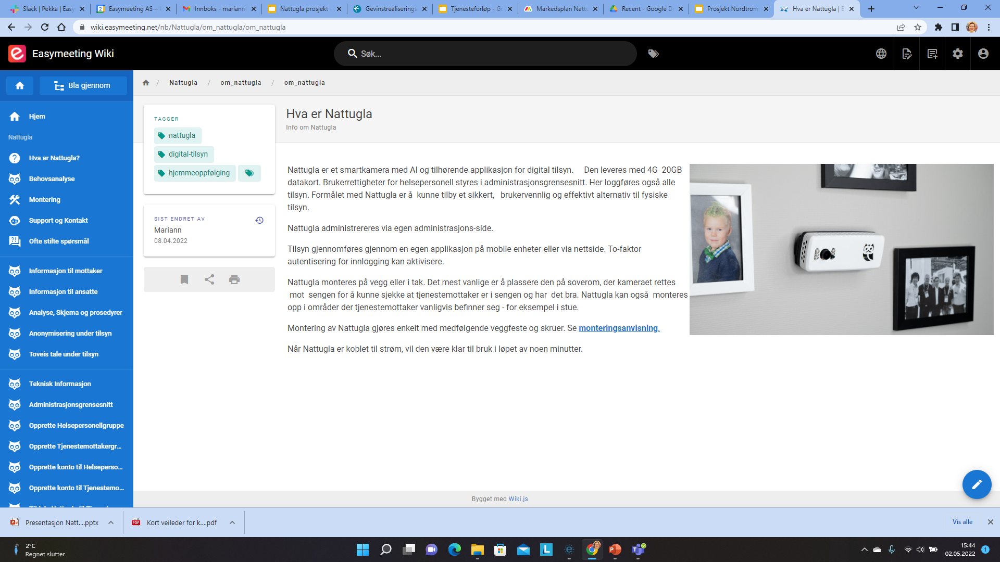 Slack | Pekka | Easy
Easymeeting AS –
Innboks - mariann
Nattugla prosjekt -
Gevinstrealiserings
Tjenesteforløp - Go
Markedsplan Nattu
Recent - Google D
Prosjekt Nordtrom
Hva er Nattugla | E
wiki.easymeeting.net/nb/Nattugla/om_nattugla/om_nattugla
Easymeeting Wiki
Søk...
Bla gjennom
Nattugla / om_nattugla / om_nattugla
Hjem
Nattugla
Hva er Nattugla?
Behovsanalyse
Montering
Support og Kontakt
Ofte stilte spørsmål
Informasjon til mottaker
Informasjon til ansatte
Analyse, Skjema og prosedyrer
Anonymisering under tilsyn
Toveis tale under tilsyn
Teknisk Informasjon
Administrasjonsgrensesnitt
Opprette Helsepersonellgruppe
Opprette Tjenestemottakergr...
Opprette konto til Helseperso...
Opprette konto til Tjenestemo...
TAGGER
nattugla
digital-tilsyn
hjemmeoppfølging
SIST ENDRET AV
Mariann
08.04.2022
Hva er Nattugla
Info om Nattugla
Nattugla er et smartkamera med AI og tilhørende applikasjon for digital tilsyn. Den leveres med 4G 20GB
datakort. Brukerrettigheter for helsepersonell styres i administrasjonsgrensesnitt. Her loggføres også alle
tilsyn. Formålet med Nattugla er å kunne tilby et sikkert, brukervennlig og effektivt alternativ til fysiske
tilsyn.
Nattugla administrereres via egen administrasjons-side.
Tilsyn gjennomføres gjennom en egen applikasjon på mobile enheter eller via nettside. To-faktor
autentisering for innlogging kan aktivisere.
Nattugla monteres på vegg eller i tak. Det mest vanlige er å plassere den på soverom, der kameraet rettes
mot sengen for å kunne sjekke at tjenestemottaker er i sengen og har det bra. Nattugla kan også monteres
opp i områder der tjenestemottaker vanligvis befinner seg - for eksempel i stue.
Montering av Nattugla gjøres enkelt med medfølgende veggfeste og skruer. Se monteringsanvisning.
Når Nattugla er koblet til strøm, vil den være klar til bruk i løpet av noen minutter.
Bygget med Wiki.js
Presentasjon Natt....pptx
Kort veileder for k....pdf
Vis alle
2°C
Regnet slutter
15:44
02.05.2022
1